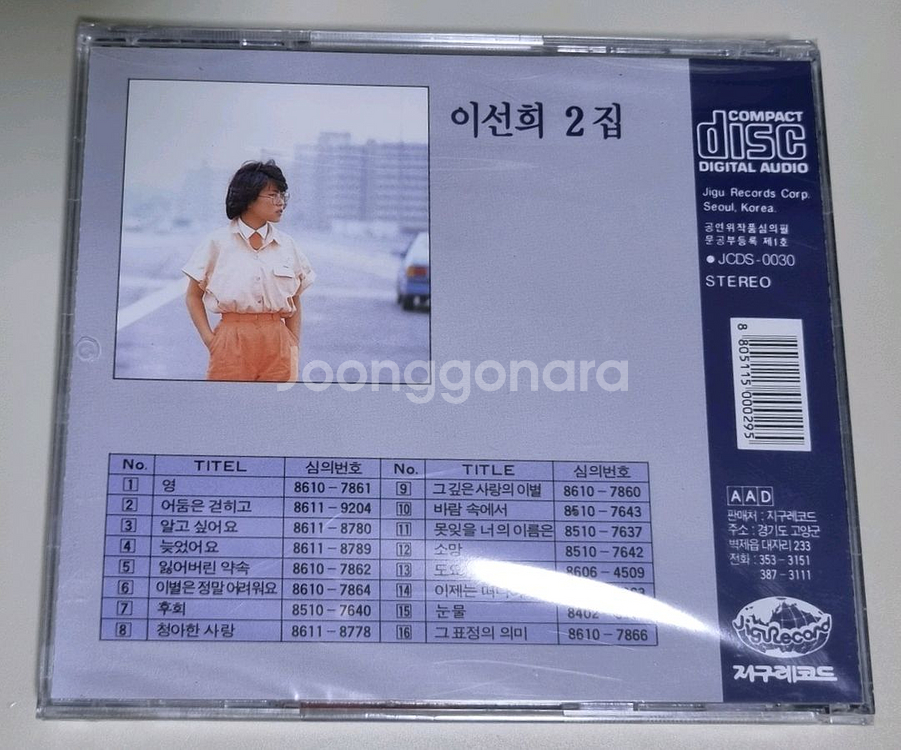 이선희 2집
COMPACT
disc
DIGITAL AUDIO
Jigu Records Corp.
Seoul, Korea.
공연위작품심의필
문공부등록 제1호
● JCDS-0030
STEREO
8 805115 000295
Joonggonara
No. TITEL 심의번호 No. TITLE 심의번호
1 영 8610-7861 9 그 깊은 사랑의 이별 8610-7860
2 어둠은 걷히고 8611-9204 10 바람 속에서 8510-7643
3 알고 싶어요 8611-8780 11 못잊을 너의 이름은 8510-7637
4 늦었어요 8611-8789 12 소망 8510-7642
5 잃어버린 약속 8610-7862 13 8606-4509
6 이별은 정말 어려워요 8610-7864 14 이제는
7 후회 8510-7640 15 눈물
8 청아한 사랑 8611-8778 16 그 표정의 의미 8610-7866
AAD
판매처 : 지구레코드
주소 : 경기도 고양군
벽제읍 대자리 233
전화 : 353-3151
387-3111
JiguRecord
지구레코드